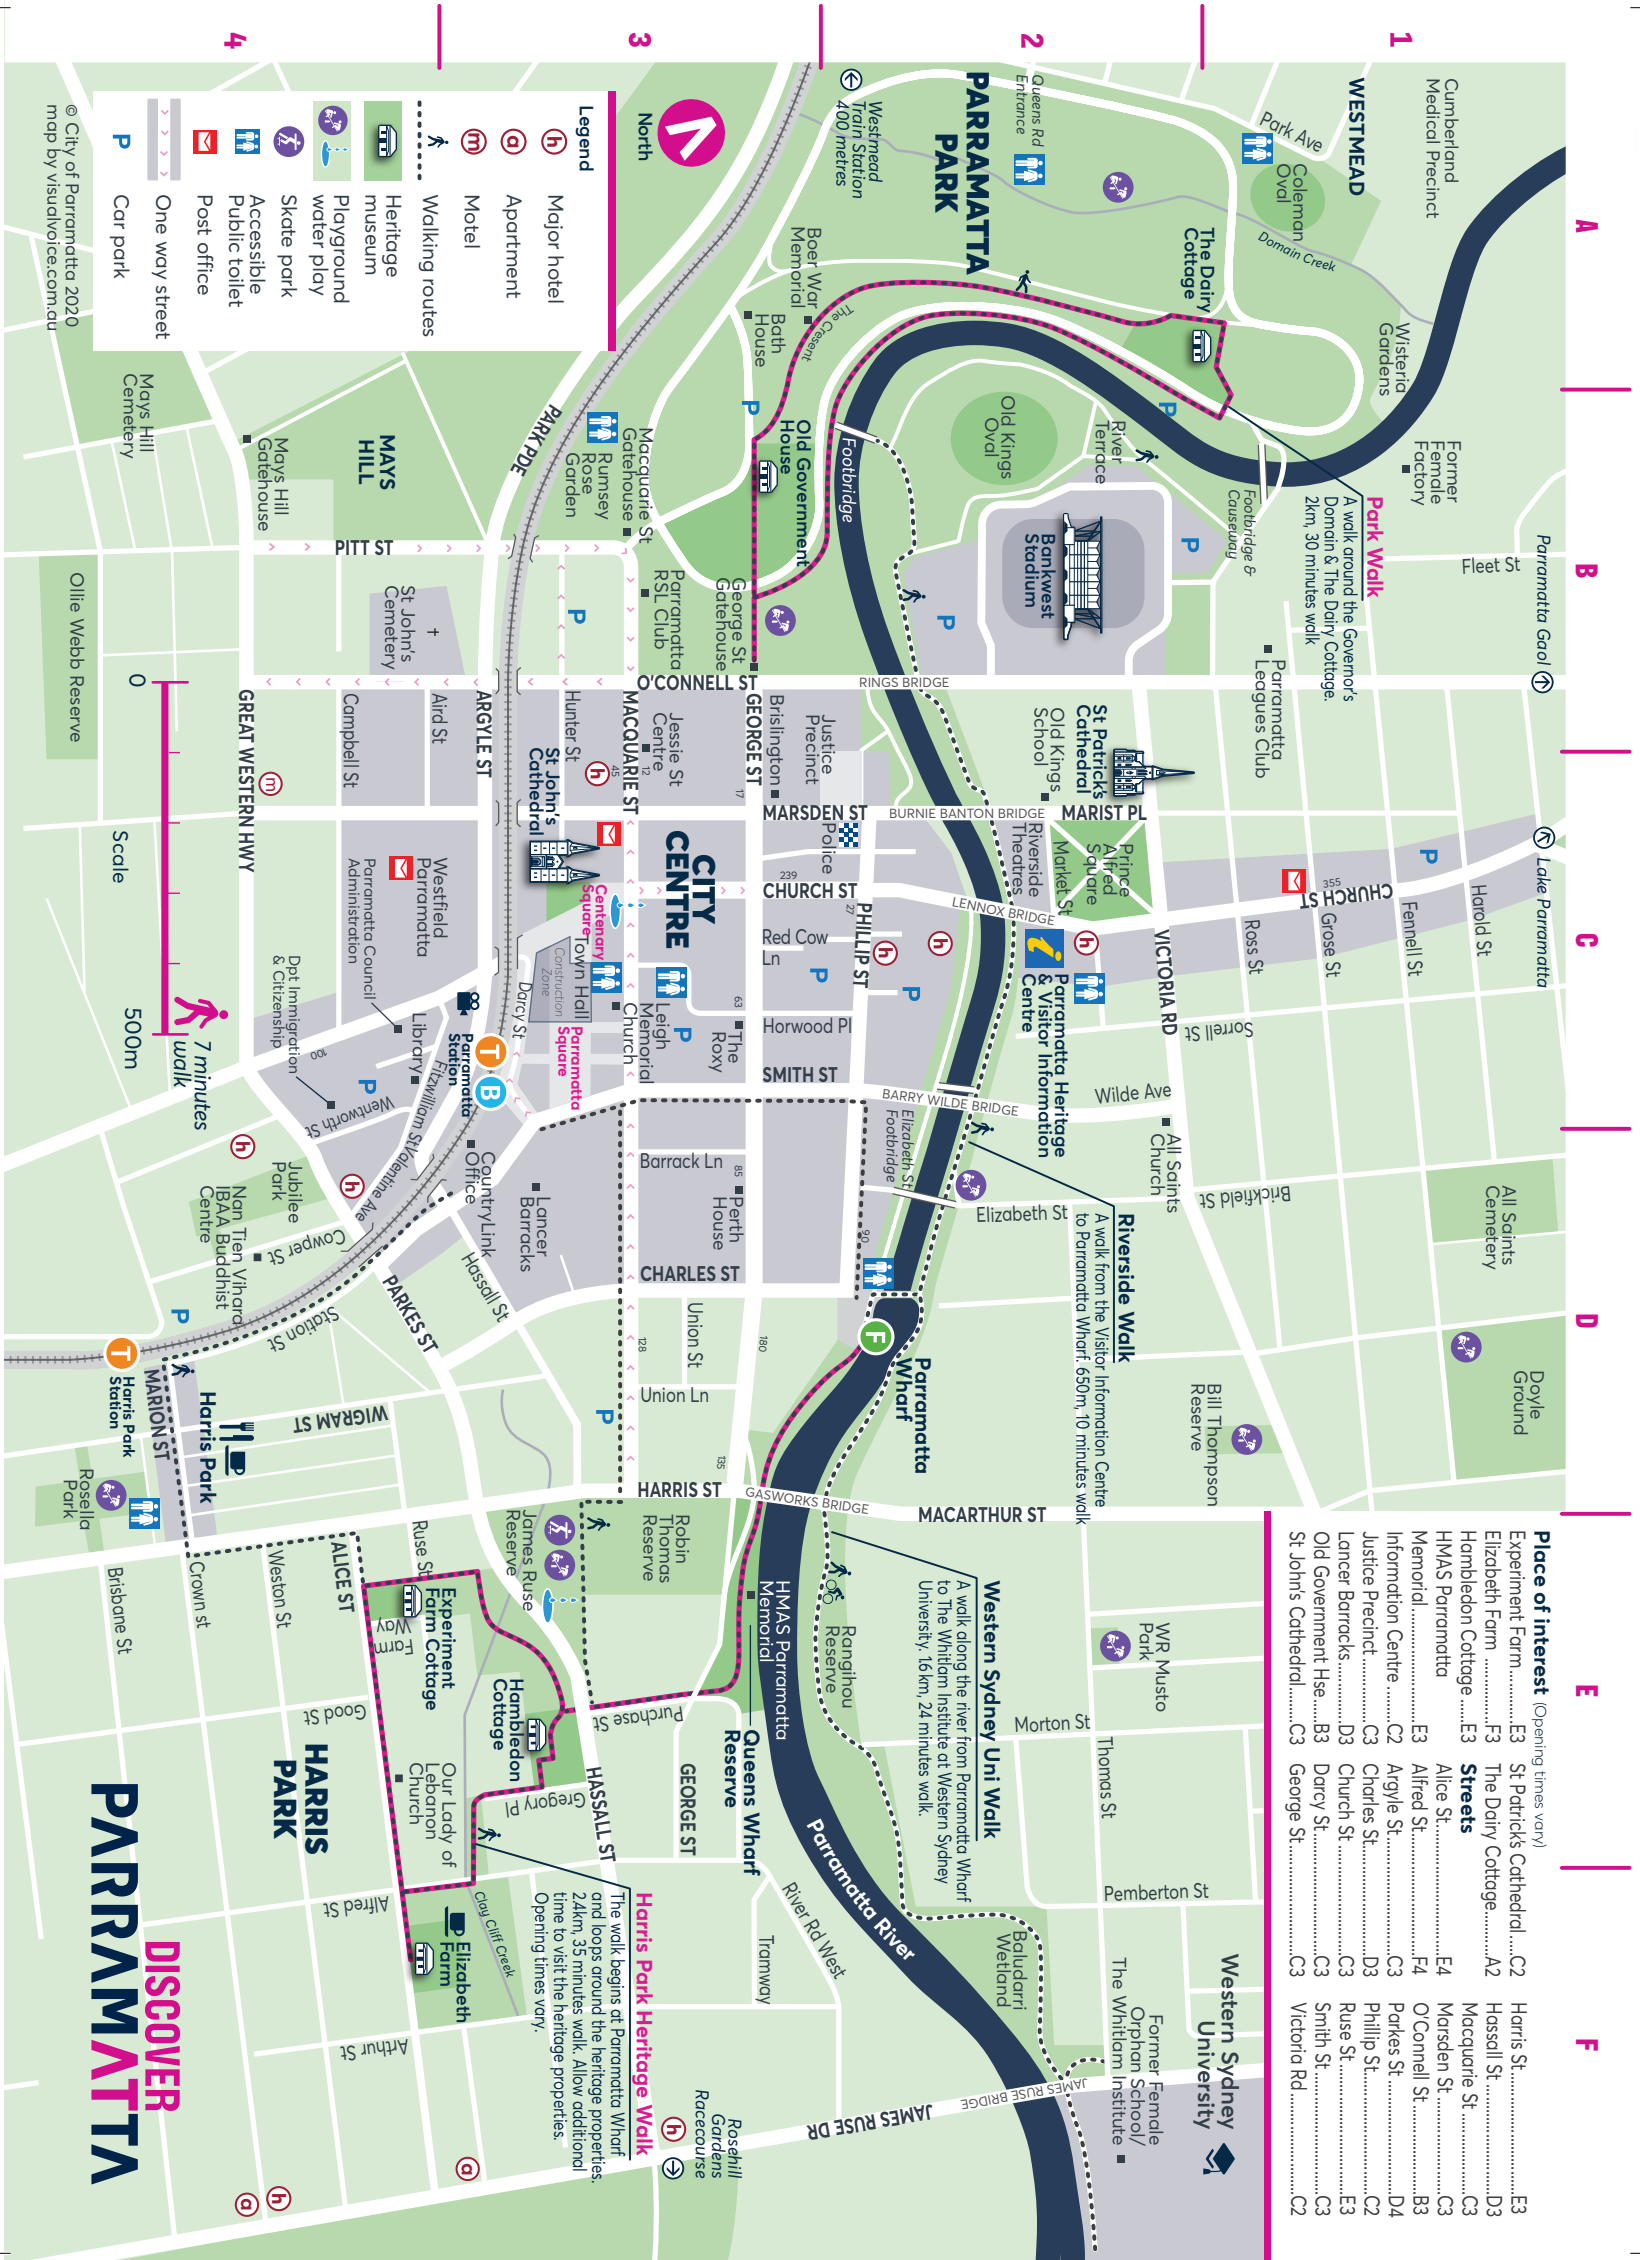 A
B
C
D
E
F
1
2
3
4
Cumberland
Medical Precinct
WESTMEAD
Park Ave
Coleman
Oval
Domain Creek
The Dairy
Cottage
Wisteria
Gardens
Queens Rd
Entrance
PARRAMATTA
PARK
Westmead
Train Station
400 metres
Boer War
Memorial
Bath
House
The Cresent
North
Old Government
House
P
Footbridge
Old Kings
Oval
River
Terrace
P
Footbridge &
Causeway
Former
Female
Factory
Park Walk
A walk around the Governor's
Domain & The Dairy Cottage.
2km, 30 minutes walk
Fleet St
Parramatta Gaol
Bankwest
Stadium
P
P
Parramatta
Leagues Club
Macquarie St
Gatehouse
Rumsey
Rose
Garden
PARK PDE
MAYS
HILL
Mays Hill
Gatehouse
Mays Hill
Cemetery
PITT ST
St John's
Cemetery
Ollie Webb Reserve
P
Parramatta
RSL Club
George St
Gatehouse
O'CONNELL ST
RINGS BRIDGE
GREAT WESTERN HWY
Campbell St
Aird St
ARGYLE ST
Hunter St
MACQUARIE ST
GEORGE ST
Jessie St
Centre
12
45
17
Brislington
Justice
Precinct
Old Kings
School
St Patrick's
Cathedral
MARSDEN ST
BURNIE BANTON BRIDGE
MARIST PL
St John's
Cathedral
CITY
CENTRE
Police
239
CHURCH ST
Riverside
Theatres
Market St
Prince
Alfred
Square
LENNOX BRIDGE
355
CHURCH ST
P
Lake Parramatta
Harold St
Fennell St
Grose St
Ross St
VICTORIA RD
Sorrell St
PHILLIP ST
27
Red Cow
Ln
P
P
Horwood Pl
63
The
Roxy
P
Leigh
Memorial
Church
Centenary
Square
Town Hall
Construction
Zone
Parramatta
Square
Darcy St
Westfield
Parramatta
Parramatta Council
Administration
Dpt Immigration
& Citizenship
Library
Parramatta
Station
T
B
Fitzwilliam St
100
P
Wentworth St
Valentine Ave
SMITH ST
BARRY WILDE BRIDGE
Wilde Ave
i
Parramatta Heritage
& Visitor Information
Centre
Elizabeth St
Footbridge
All Saints
Church
Brickfield St
Elizabeth St
Barrack Ln
85
Perth
House
90
Lancer
Barracks
CountryLink
Office
Jubilee
Park
Nan Tien Vihara
IBAA Buddhist
Centre
Cowper St
Station St
PARKES ST
Hassall St
CHARLES ST
Union St
128
180
Union Ln
P
135
F
Parramatta
Wharf
Riverside Walk
A walk from the Visitor Information Centre
to Parramatta Wharf. 650m, 10 minutes walk
All Saints
Cemetery
Doyle
Ground
Bill Thompson
Reserve
P
T
Harris Park
Station
MARION ST
Harris Park
WIGRAM ST
Rosella
Park
HARRIS ST
GASWORKS BRIDGE
MACARTHUR ST
Robin
Thomas
Reserve
James Ruse
Reserve
Ruse St
ALICE ST
Weston St
Crown st
Brisbane St
Experiment
Farm Cottage
Farm
Way
Good St
HARRIS
PARK
Hambledon
Cottage
Our Lady of
Lebanon
Church
Gregory Pl
HASSALL ST
Purchase St
HMAS Parramatta
Memorial
Queens Wharf
Reserve
GEORGE ST
Rangihou
Reserve
Western Sydney Uni Walk
A walk along the river from Parramatta Wharf
to The Whitlam Institute at Western Sydney
University. 1.6km, 24 minutes walk.
WR Musto
Park
Morton St
Thomas St
Pemberton St
Parramatta River
River Rd West
Tramway
Baludarri
Wetland
Alfred St
Clay Cliff Creek
Elizabeth
Farm
Arthur St
Harris Park Heritage Walk
The walk begins at Parramatta Wharf
and loops around the heritage properties.
2.4km, 35 minutes walk. Allow additional
time to visit the heritage properties.
Opening times vary.
Rosehill
Gardens
Racecourse
JAMES RUSE DR
JAMES RUSE BRIDGE
Former Female
Orphan School/
The Whitlam Institute
Western Sydney
University
Place of interest (Opening times vary)
Experiment Farm..........E3
Elizabeth Farm ..........F3
Hambledon Cottage....E3
HMAS Parramatta
Memorial..........E3
Information Centre ......C2
Justice Precinct..........C3
Lancer Barracks..........D3
Old Government Hse.....B3
St John's Cathedral......C3
St Patrick's Cathedral....C2
The Dairy Cottage........A2
Streets
Alice St..........E4
Alfred St..........F4
Argyle St..........C3
Charles St..........D3
Church St..........C3
Darcy St..........C3
George St..........C3
Harris St..........E3
Hassall St..........D3
Macquarie St..........C3
Marsden St..........C3
O'Connell St..........B3
Parkes St..........D4
Phillip St..........C2
Ruse St..........E3
Smith St..........C3
Victoria Rd..........C2
Legend
h Major hotel
a Apartment
m Motel
Walking routes
Heritage
museum
Playground
water play
Skate park
Accessible
Public toilet
Post office
One way street
P Car park
© City of Parramatta 2020
map by visualvoice.com.au
0
Scale
500m
7 minutes
walk
DISCOVER
PARRAMATTA